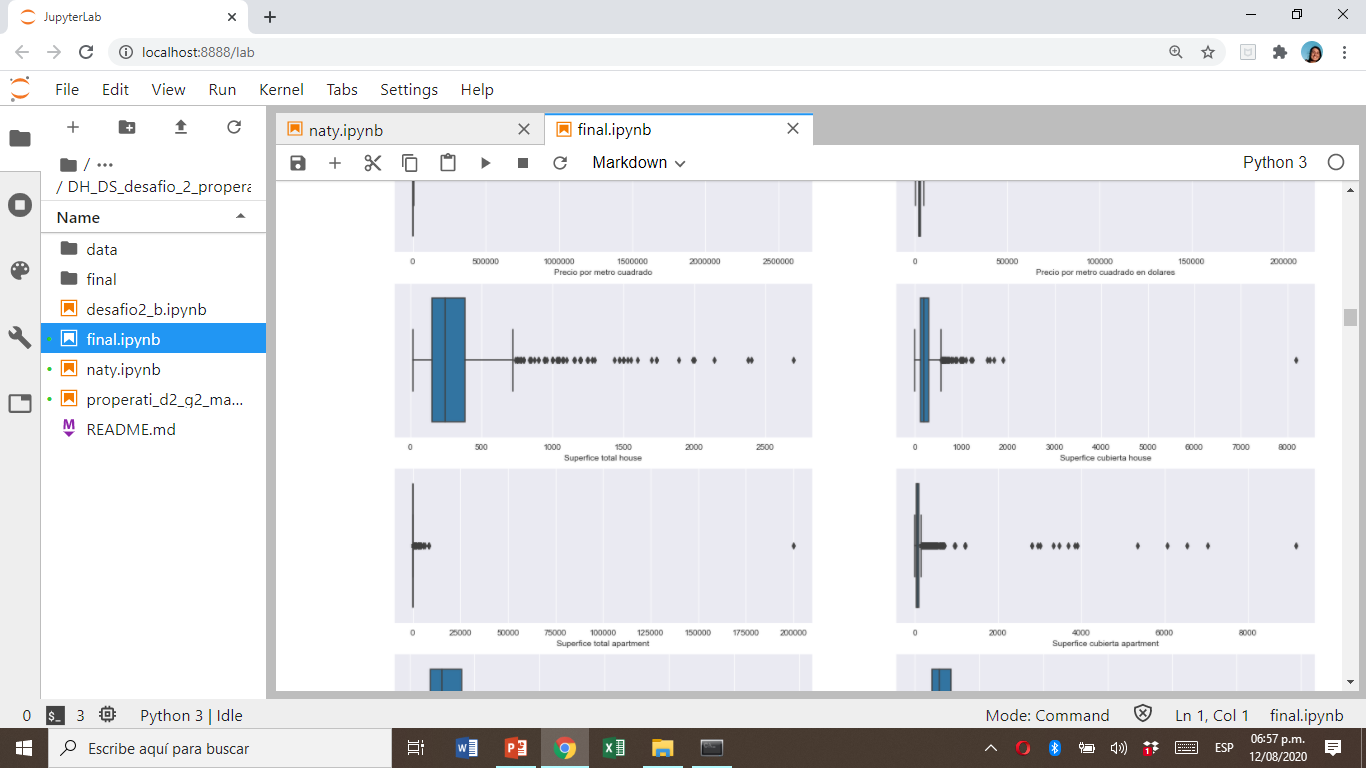 JupyterLab
localhost:8888/lab
File Edit View Run Kernel Tabs Settings Help
naty.ipynb
final.ipynb
Markdown
Python 3
/ ···
/ DH_DS_desafio_2_propera
Name
data
final
desafio2_b.ipynb
final.ipynb
naty.ipynb
properati_d2_g2_ma...
README.md
0 500000 1000000 1500000 2000000 2500000
Precio por metro cuadrado
0 50000 100000 150000 200000
Precio por metro cuadrado en dolares
0 500 1000 1500 2000 2500
Superfice total house
0 1000 2000 3000 4000 5000 6000 7000 8000
Superfice cubierta house
0 25000 50000 75000 100000 125000 150000 175000 200000
Superfice total apartment
0 2000 4000 6000 8000
Superfice cubierta apartment
0 $_ 3 Python 3 | Idle
Mode: Command Ln 1, Col 1 final.ipynb
Escribe aquí para buscar
ESP
06:57 p.m.
12/08/2020